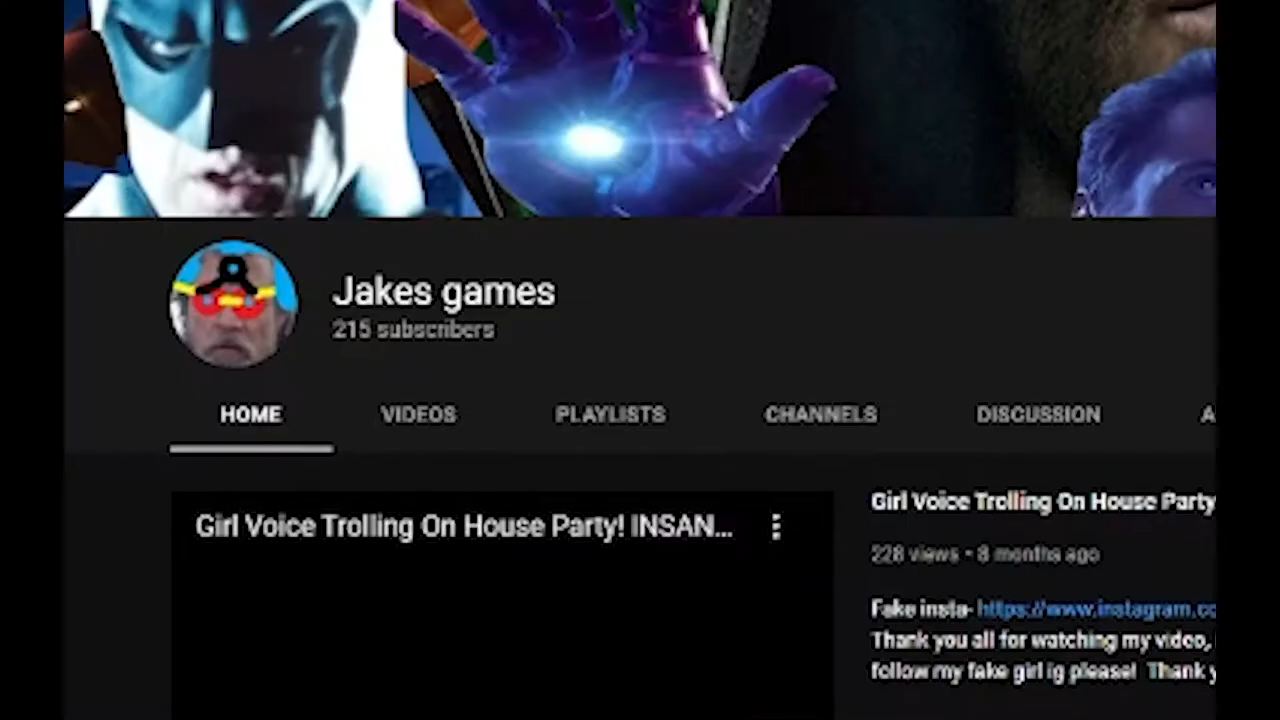 Jakes games
215 subscribers
HOME VIDEOS PLAYLISTS CHANNELS DISCUSSION A
Girl Voice Trolling On House Party! INSAN...
Girl Voice Trolling On House Party
228 views • 8 months ago
Fake insta- https://www.instagram.co
Thank you all for watching my video,
follow my fake girl ig please! Thank y